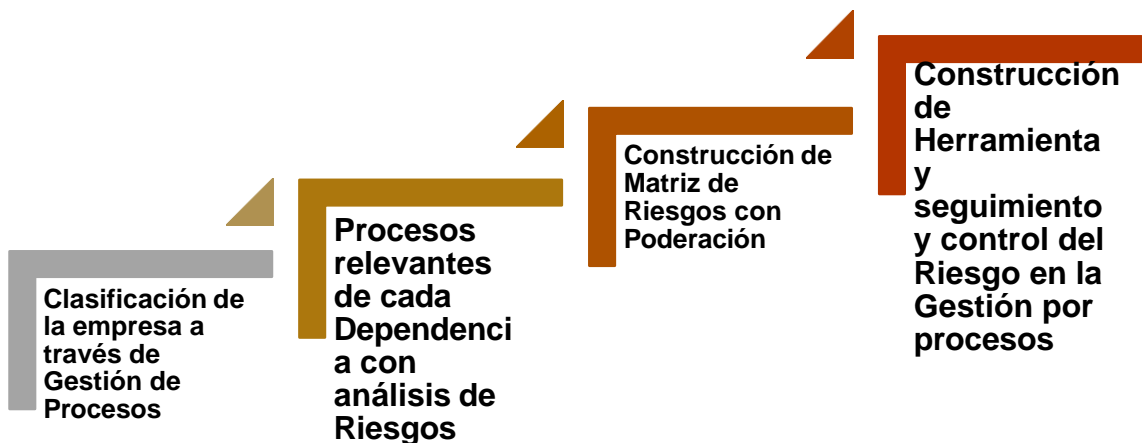 Clasificación de
la empresa a
través de
Gestión de
Procesos
Procesos
relevantes
de cada
Dependenci
a con
análisis de
Riesgos
Construcción de
Matriz de
Riesgos con
Poderación
Construcción
de
Herramienta
y
seguimiento
y control del
Riesgo en la
Gestión por
procesos